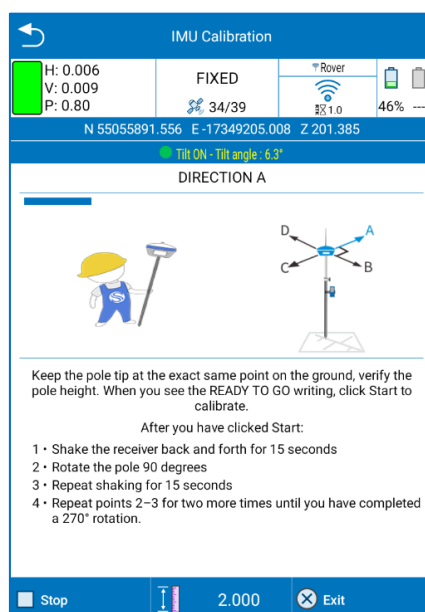 IMU Calibration
H: 0.006
V: 0.009
P: 0.80
FIXED
34/39
Rover
1.0
46%
---
N 55055891.556 E -17349205.008 Z 201.385
Tilt ON - Tilt angle : 6.3°
DIRECTION A
D
A
C
B
S
Keep the pole tip at the exact same point on the ground, verify the
pole height. When you see the READY TO GO writing, click Start to
calibrate.
After you have clicked Start:
1 • Shake the receiver back and forth for 15 seconds
2 • Rotate the pole 90 degrees
3 • Repeat shaking for 15 seconds
4 • Repeat points 2–3 for two more times until you have completed
a 270° rotation.
Stop
2.000
Exit